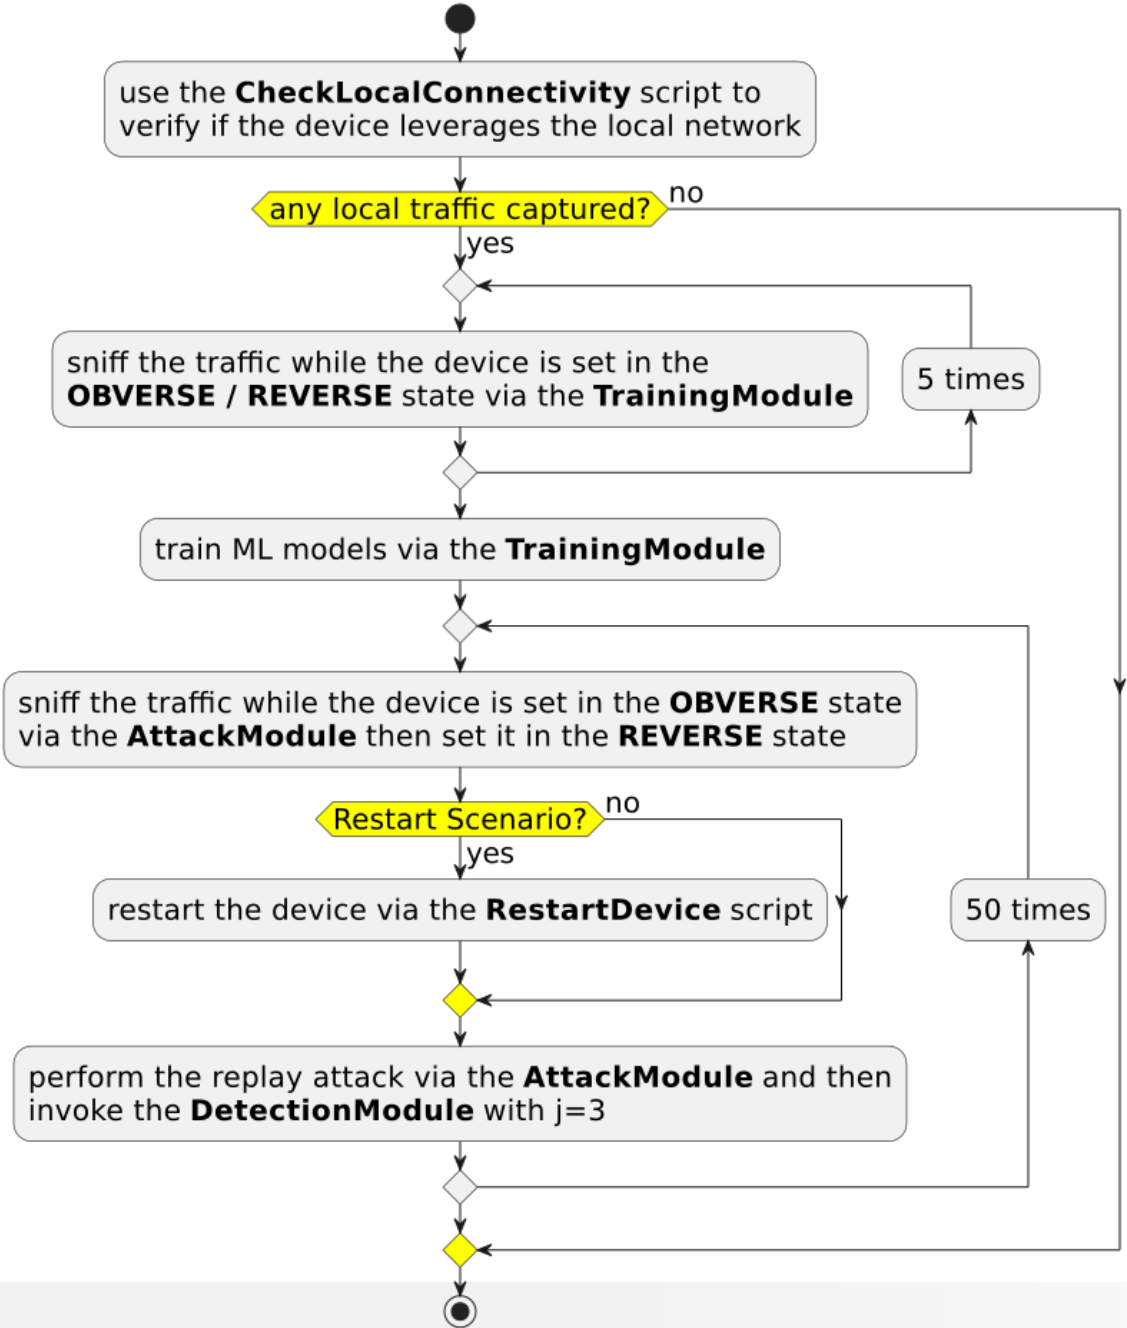 use the CheckLocalConnectivity script to
verify if the device leverages the local network
any local traffic captured?
no
yes
sniff the traffic while the device is set in the
OBVERSE / REVERSE state via the TrainingModule
5 times
train ML models via the TrainingModule
sniff the traffic while the device is set in the OBVERSE state
via the AttackModule then set it in the REVERSE state
Restart Scenario?
no
yes
restart the device via the RestartDevice script
50 times
perform the replay attack via the AttackModule and then
invoke the DetectionModule with j=3